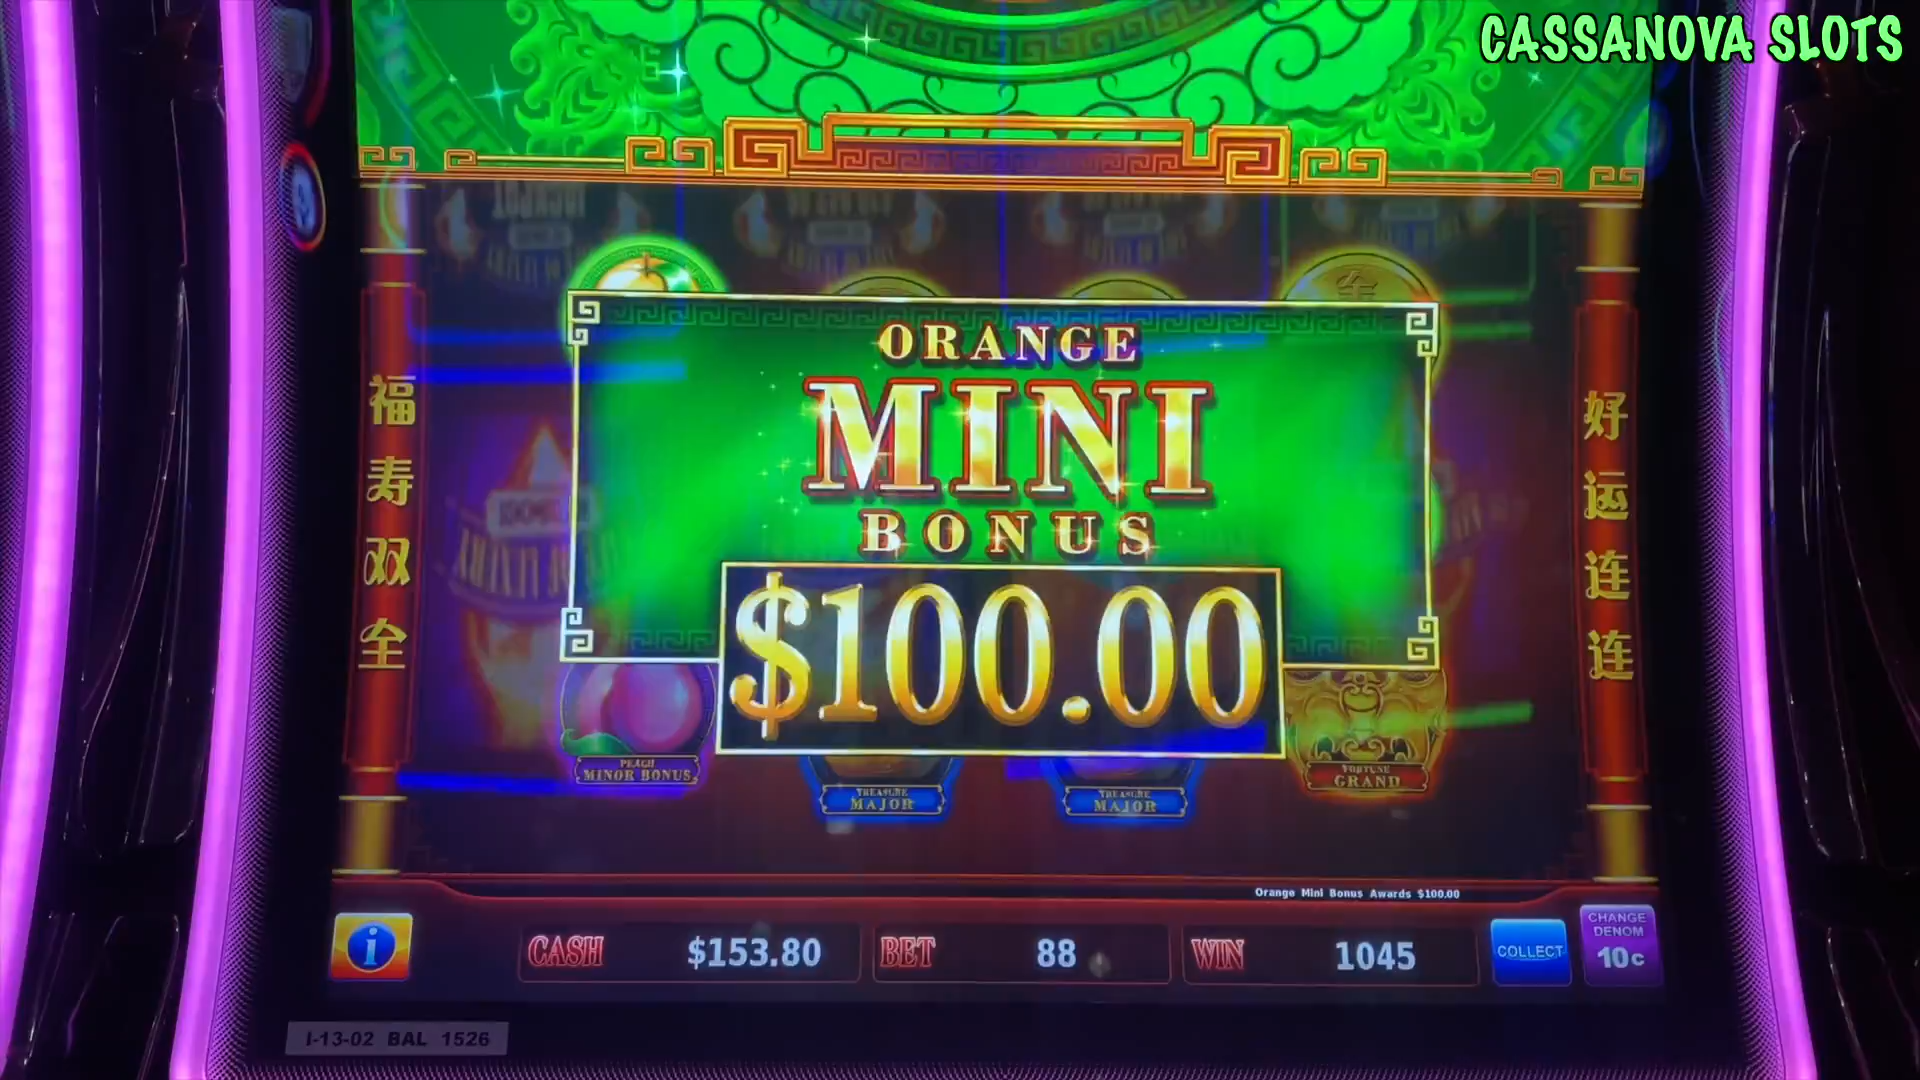 CASSANOVA SLOTS
福寿双全
好运连连
ORANGE
MINI
BONUS
$100.00
PEACH
MINOR BONUS
TREASURE
MAJOR
TREASURE
MAJOR
FORTUNE
GRAND
Orange Mini Bonus Awards $100.00
CASH $153.80
BET 88
WIN 1045
COLLECT
CHANGE
DENOM
10c
I-13-02 BAL 1526